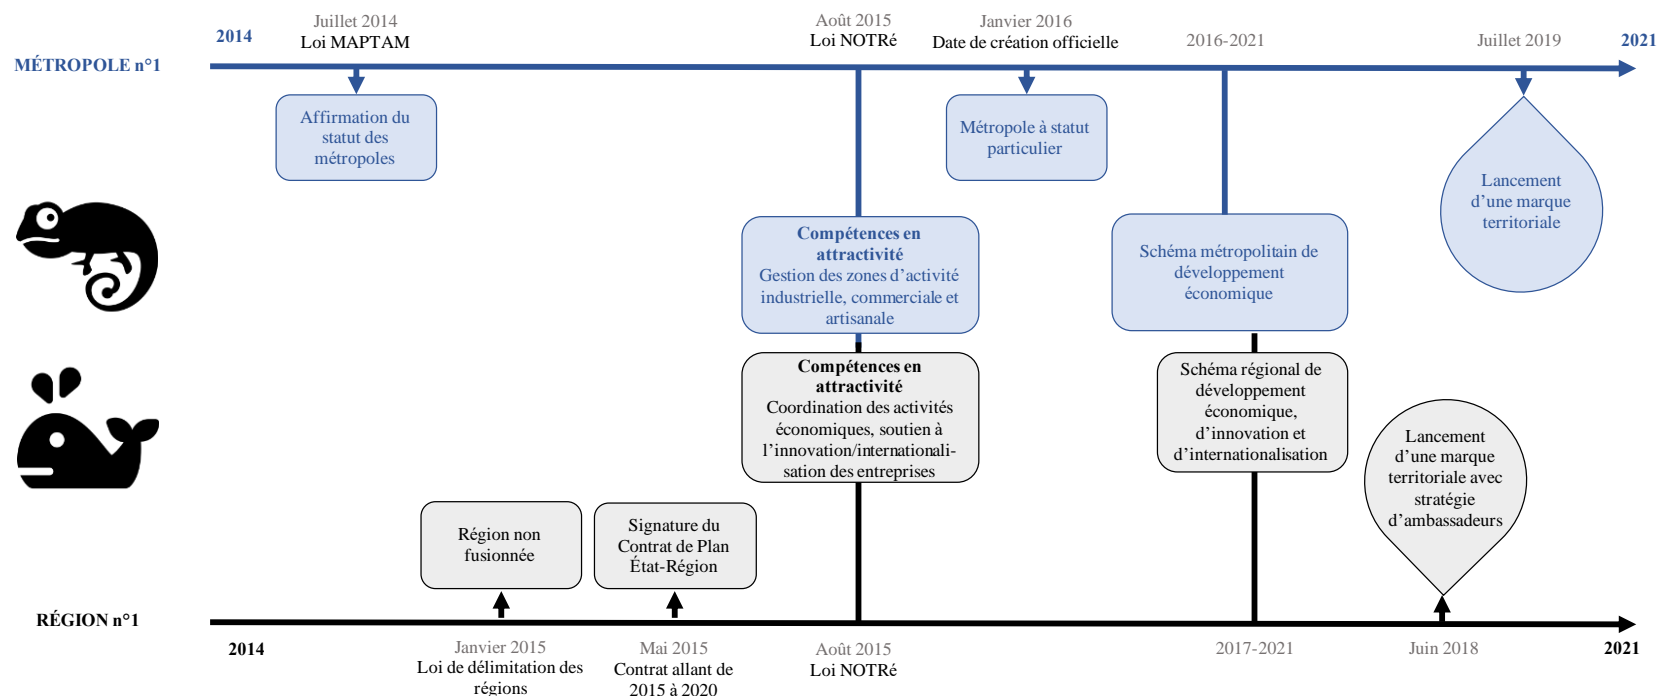 2014
Juillet 2014
Loi MAPTAM
Août 2015
Loi NOTRé
Janvier 2016
Date de création officielle
2016-2021
Juillet 2019
2021
MÉTROPOLE n°1
Affirmation du
statut des
métropoles
Métropole à statut
particulier
Lancement
d’une marque
territoriale
Compétences en
attractivité
Gestion des zones d’activité
industrielle, commerciale et
artisanale
Schéma métropolitain de
développement
économique
Compétences en
attractivité
Coordination des activités
économiques, soutien à
l’innovation/internationali-
sation des entreprises
Schéma régional de
développement
économique,
d’innovation et
d’internationalisation
Lancement
d’une marque
territoriale avec
stratégie
d’ambassadeurs
Région non
fusionnée
Signature du
Contrat de Plan
État-Région
RÉGION n°1
2014
Janvier 2015
Loi de délimitation des
régions
Mai 2015
Contrat allant de
2015 à 2020
Août 2015
Loi NOTRé
2017-2021
Juin 2018
2021